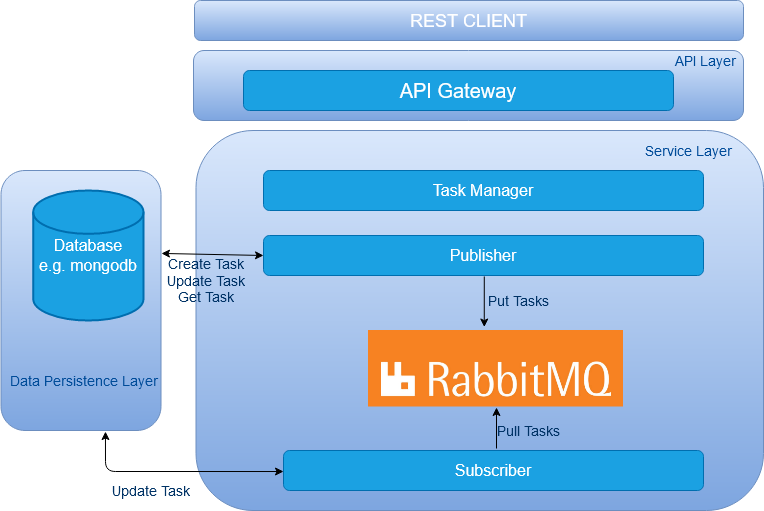 REST CLIENT
API Layer
API Gateway
Service Layer
Task Manager
Database
e.g. mongodb
Publisher
Create Task
Update Task
Get Task
Put Tasks
RabbitMQ
Data Persistence Layer
Pull Tasks
Subscriber
Update Task